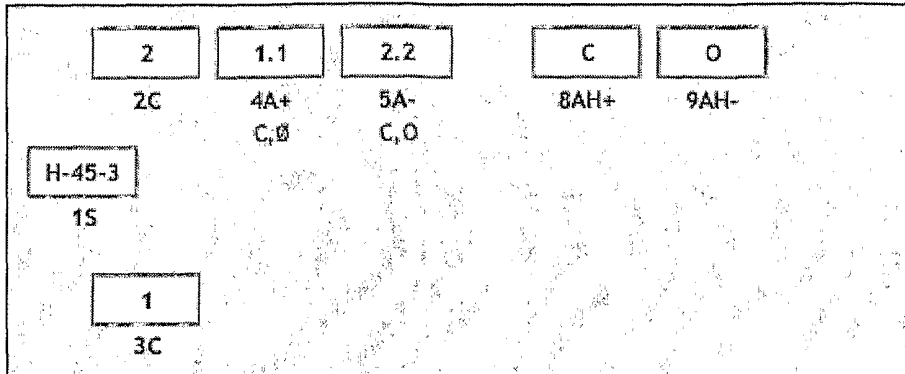 2 1.1 2.2 C O
2C 4A+ 5A- 8AH+ 9AH-
C,Ø C,O
H-45-3
1S
1
3C